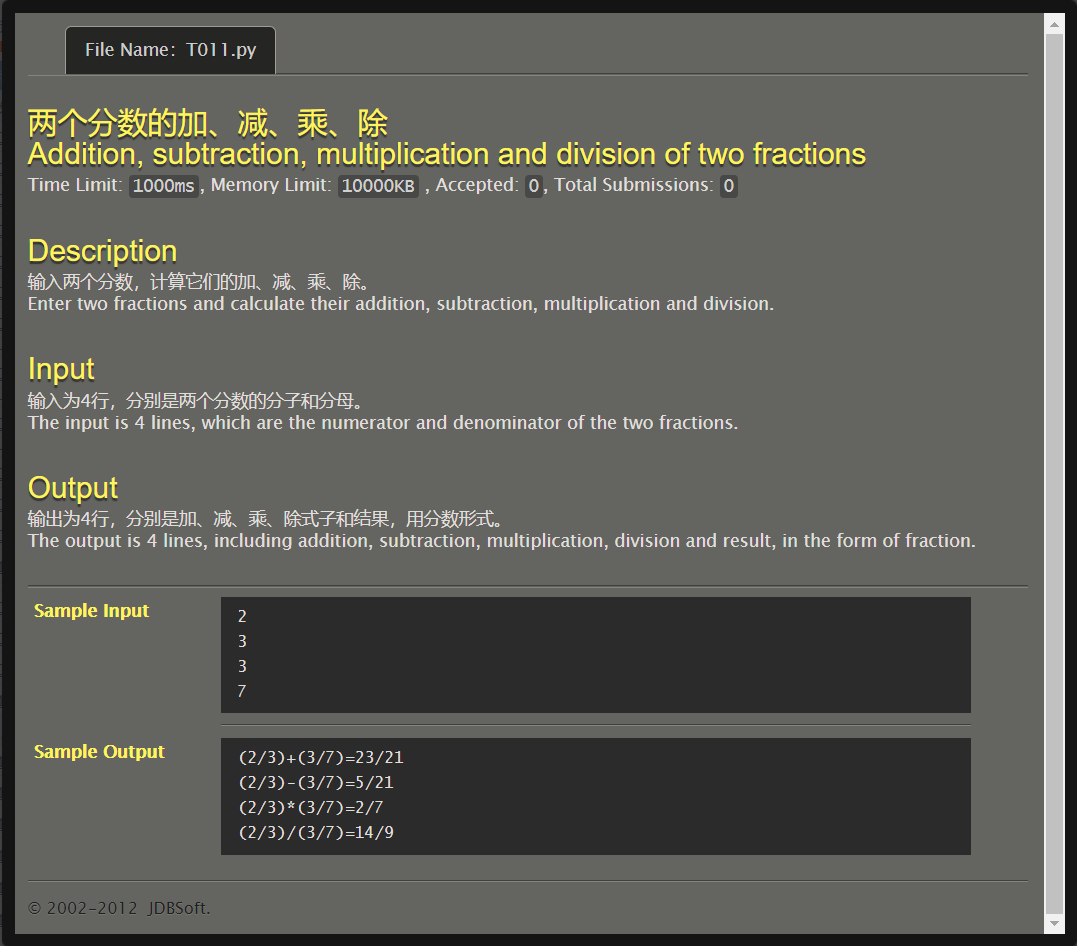 File Name: T011.py
两个分数的加、减、乘、除
Addition, subtraction, multiplication and division of two fractions
Time Limit: 1000ms, Memory Limit: 10000KB , Accepted: 0, Total Submissions: 0
Description
输入两个分数，计算它们的加、减、乘、除。
Enter two fractions and calculate their addition, subtraction, multiplication and division.
Input
输入为4行，分别是两个分数的分子和分母。
The input is 4 lines, which are the numerator and denominator of the two fractions.
Output
输出为4行，分别是加、减、乘、除式子和结果，用分数形式。
The output is 4 lines, including addition, subtraction, multiplication, division and result, in the form of fraction.
Sample Input
2
3
3
7
Sample Output
(2/3)+(3/7)=23/21
(2/3)-(3/7)=5/21
(2/3)*(3/7)=2/7
(2/3)/(3/7)=14/9
© 2002-2012 JDBSoft.